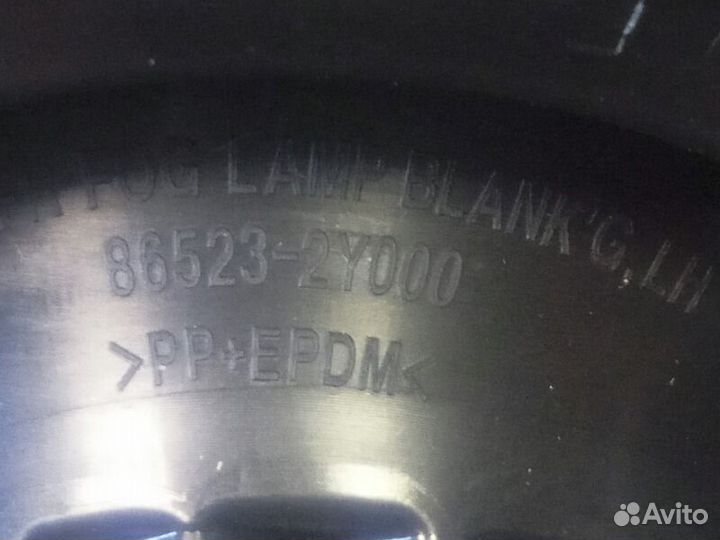 FOG LAMP BLANK'G, LH
86523-2Y000
>PP+EPDM<
Avito